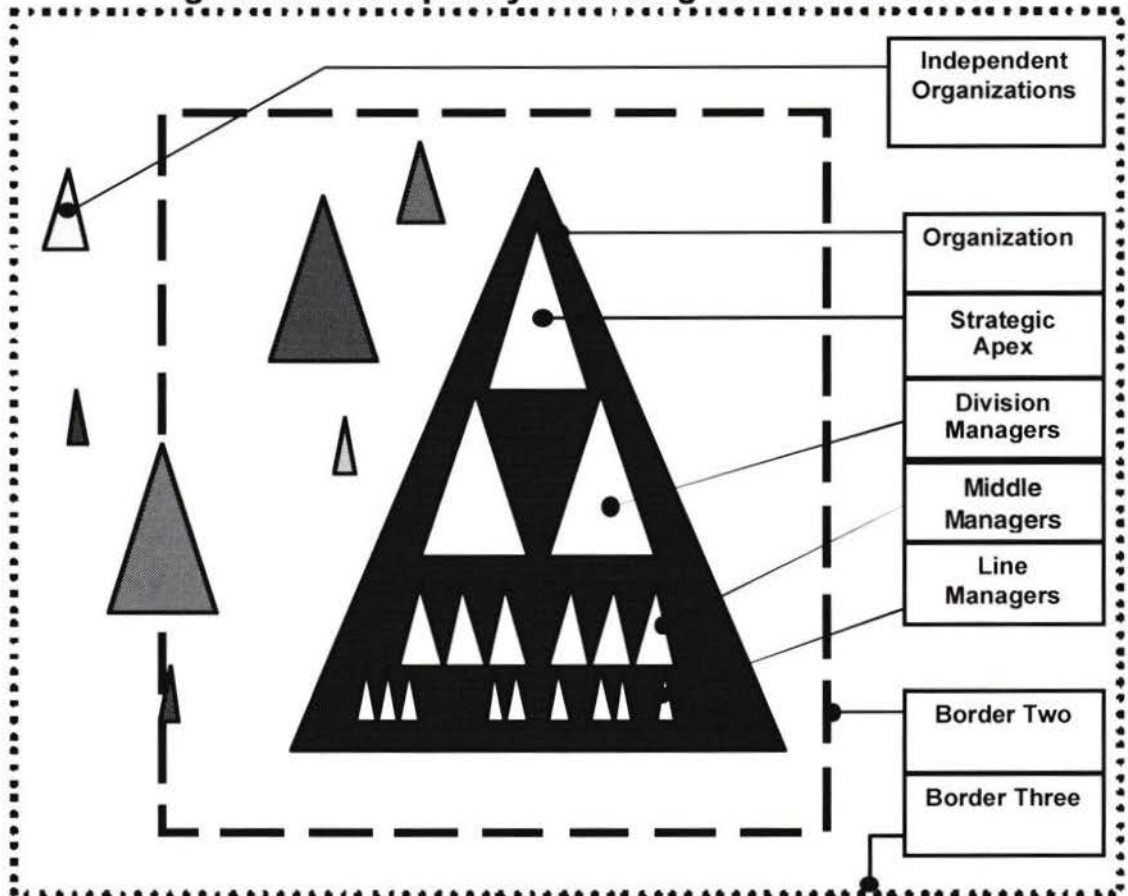 Independent
Organizations
Organization
Strategic
Apex
Division
Managers
Middle
Managers
Line
Managers
Border Two
Border Three